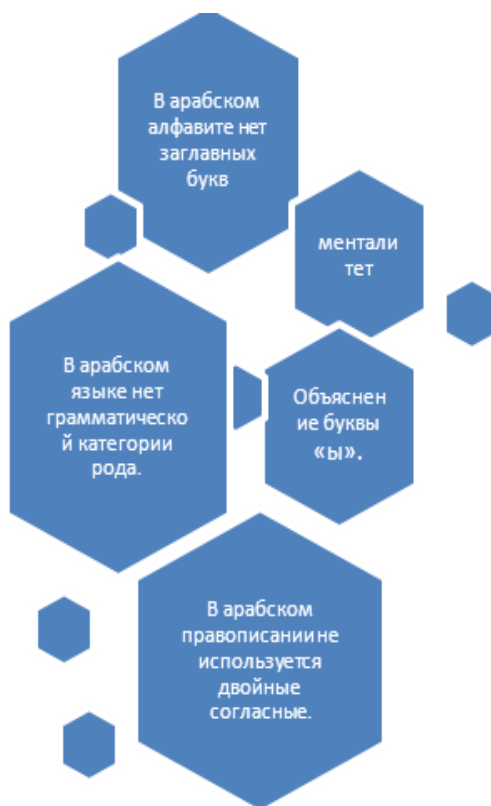 В арабском
алфавите нет
заглавных
букв
ментали
тет
В арабском
языке нет
грамматическо
й категории
рода.
Объяснен
ие буквы
«ы».
В арабском
правописании не
используется
двойные
согласные.